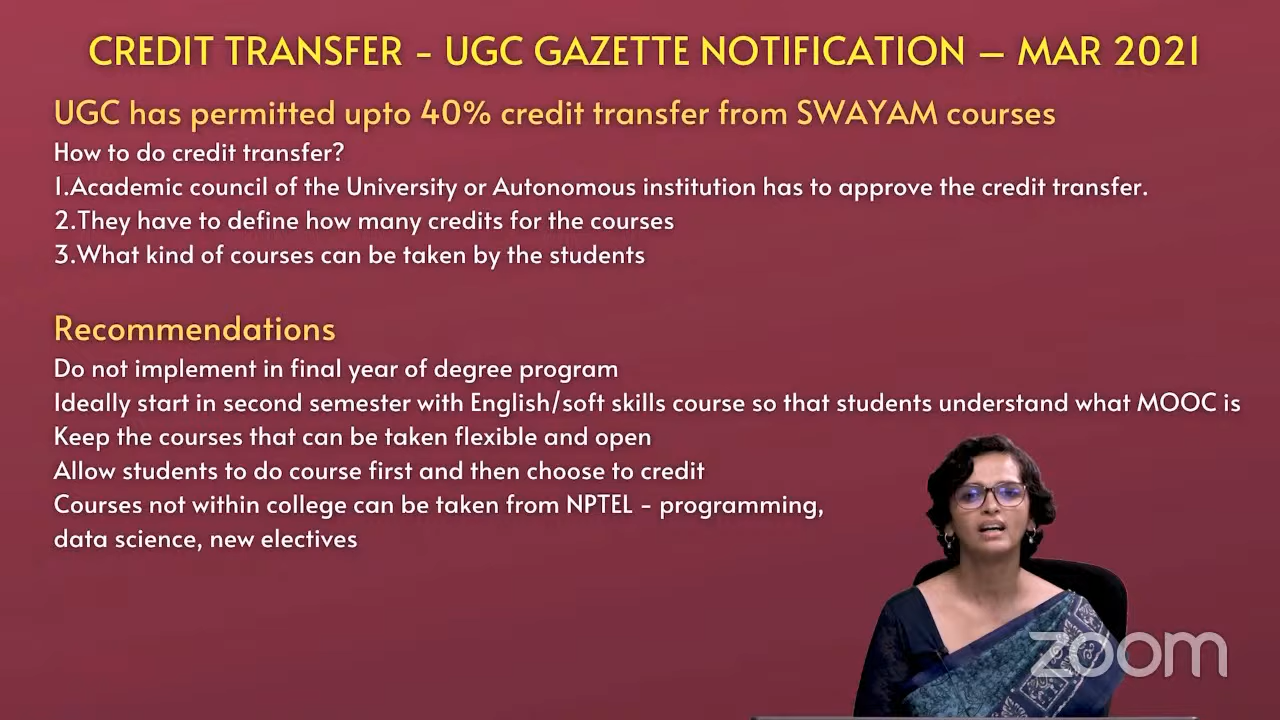 CREDIT TRANSFER - UGC GAZETTE NOTIFICATION – MAR 2021
UGC has permitted upto 40% credit transfer from SWAYAM courses
How to do credit transfer?
1.Academic council of the University or Autonomous institution has to approve the credit transfer.
2.They have to define how many credits for the courses
3.What kind of courses can be taken by the students
Recommendations
Do not implement in final year of degree program
Ideally start in second semester with English/soft skills course so that students understand what MOOC is
Keep the courses that can be taken flexible and open
Allow students to do course first and then choose to credit
Courses not within college can be taken from NPTEL - programming,
data science, new electives
zoom